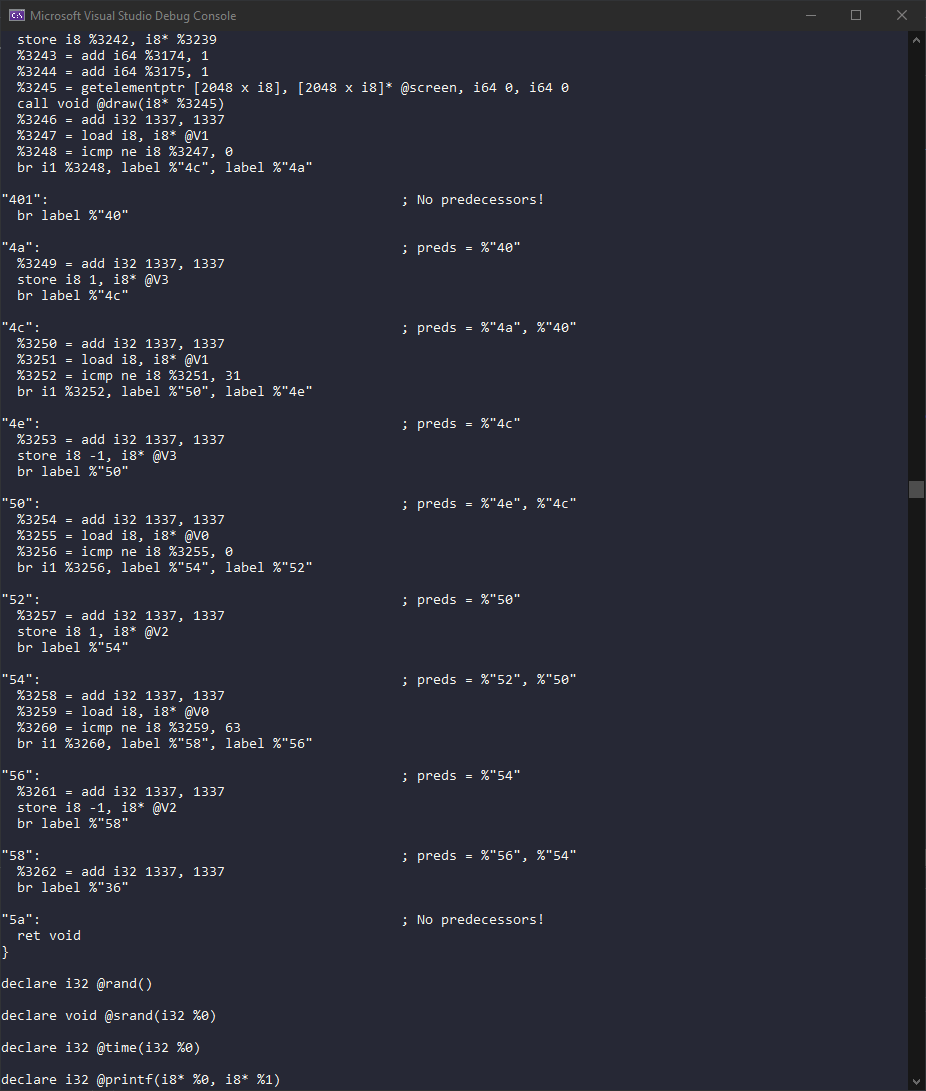 Microsoft Visual Studio Debug Console
  store i8 %3242, i8* %3239
  %3243 = add i64 %3174, 1
  %3244 = add i64 %3175, 1
  %3245 = getelementptr [2048 x i8], [2048 x i8]* @screen, i64 0, i64 0
  call void @draw(i8* %3245)
  %3246 = add i32 1337, 1337
  %3247 = load i8, i8* @V1
  %3248 = icmp ne i8 %3247, 0
  br i1 %3248, label %"4c", label %"4a"
"401":                                            ; No predecessors!
  br label %"40"
"4a":                                             ; preds = %"40"
  %3249 = add i32 1337, 1337
  store i8 1, i8* @V3
  br label %"4c"
"4c":                                             ; preds = %"4a", %"40"
  %3250 = add i32 1337, 1337
  %3251 = load i8, i8* @V1
  %3252 = icmp ne i8 %3251, 31
  br i1 %3252, label %"50", label %"4e"
"4e":                                             ; preds = %"4c"
  %3253 = add i32 1337, 1337
  store i8 -1, i8* @V3
  br label %"50"
"50":                                             ; preds = %"4e", %"4c"
  %3254 = add i32 1337, 1337
  %3255 = load i8, i8* @V0
  %3256 = icmp ne i8 %3255, 0
  br i1 %3256, label %"54", label %"52"
"52":                                             ; preds = %"50"
  %3257 = add i32 1337, 1337
  store i8 1, i8* @V2
  br label %"54"
"54":                                             ; preds = %"52", %"50"
  %3258 = add i32 1337, 1337
  %3259 = load i8, i8* @V0
  %3260 = icmp ne i8 %3259, 63
  br i1 %3260, label %"58", label %"56"
"56":                                             ; preds = %"54"
  %3261 = add i32 1337, 1337
  store i8 -1, i8* @V2
  br label %"58"
"58":                                             ; preds = %"56", %"54"
  %3262 = add i32 1337, 1337
  br label %"36"
"5a":                                             ; No predecessors!
  ret void
}
declare i32 @rand()
declare void @srand(i32 %0)
declare i32 @time(i32 %0)
declare i32 @printf(i8* %0, i8* %1)